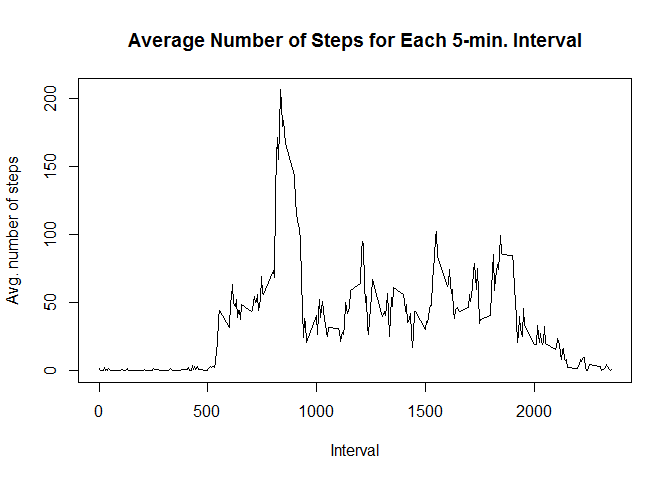 Average Number of Steps for Each 5-min. Interval
Avg. number of steps
200
150
100
50
0
0 500 1000 1500 2000
Interval